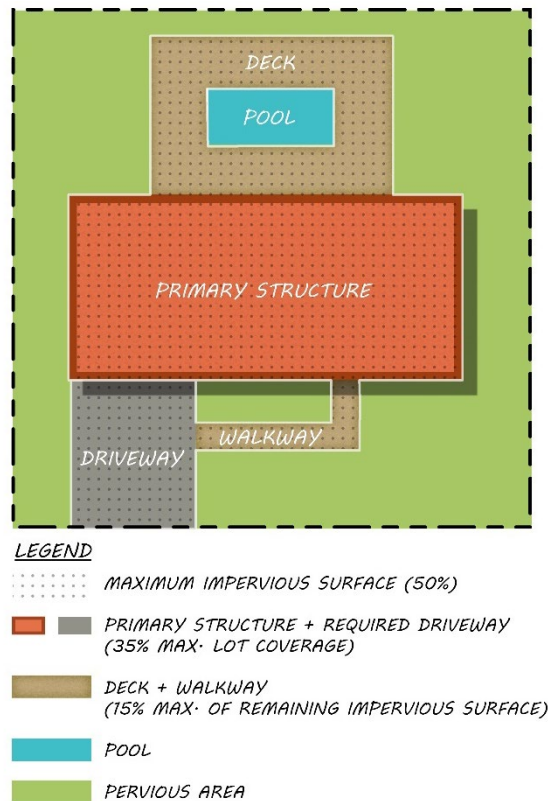 DECK
POOL
PRIMARY STRUCTURE
WALKWAY
DRIVEWAY
LEGEND
MAXIMUM IMPERVIOUS SURFACE (50%)
PRIMARY STRUCTURE + REQUIRED DRIVEWAY
(35% MAX. LOT COVERAGE)
DECK + WALKWAY
(15% MAX. OF REMAINING IMPERVIOUS SURFACE)
POOL
PERVIOUS AREA